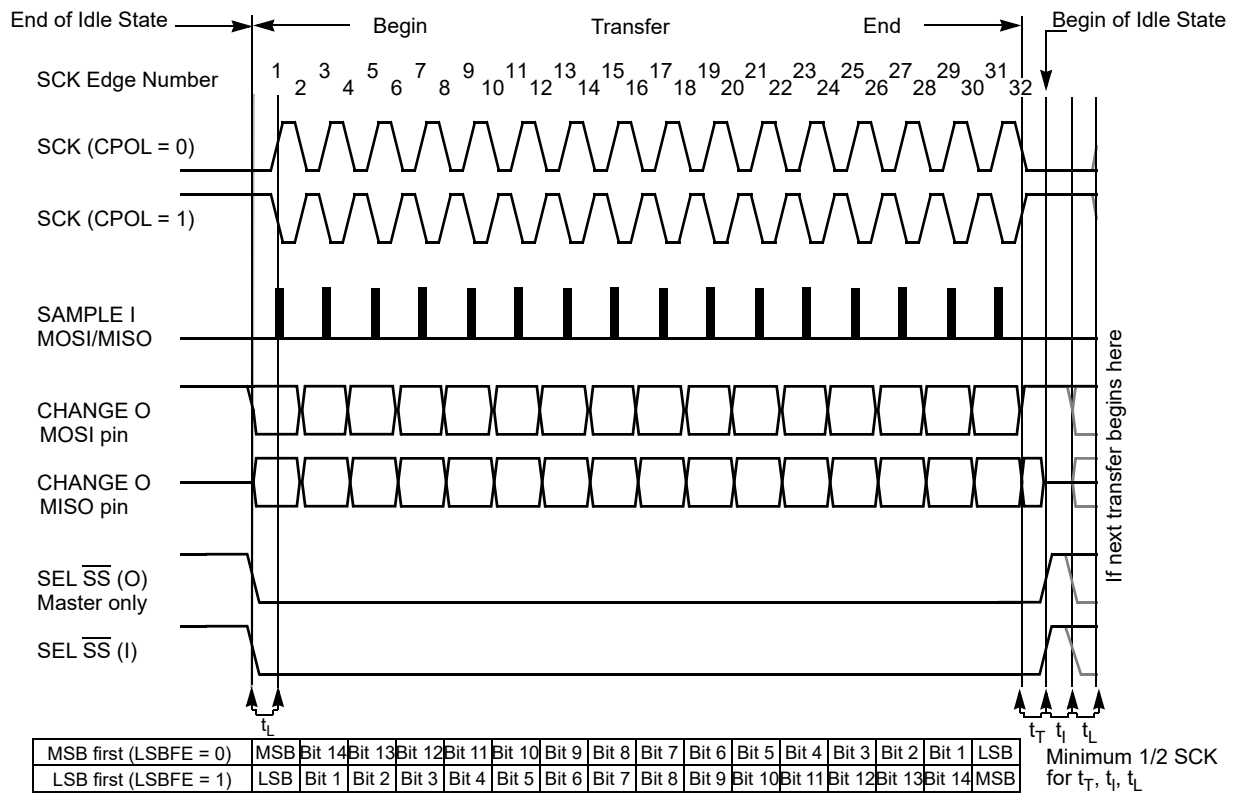 End of Idle State
Begin
Transfer
End
Begin of Idle State
SCK Edge Number
1 2 3 4 5 6 7 8 9 10 11 12 13 14 15 16 17 18 19 20 21 22 23 24 25 26 27 28 29 30 31 32
SCK (CPOL = 0)
SCK (CPOL = 1)
SAMPLE I
MOSI/MISO
CHANGE O
MOSI pin
CHANGE O
MISO pin
SEL SS (O)
Master only
SEL SS (I)
If next transfer begins here
tL
tT tI tL
MSB first (LSBFE = 0) MSB Bit 14 Bit 13 Bit 12 Bit 11 Bit 10 Bit 9 Bit 8 Bit 7 Bit 6 Bit 5 Bit 4 Bit 3 Bit 2 Bit 1 LSB
LSB first (LSBFE = 1) LSB Bit 1 Bit 2 Bit 3 Bit 4 Bit 5 Bit 6 Bit 7 Bit 8 Bit 9 Bit 10 Bit 11 Bit 12 Bit 13 Bit 14 MSB
Minimum 1/2 SCK
for tT, tI, tL